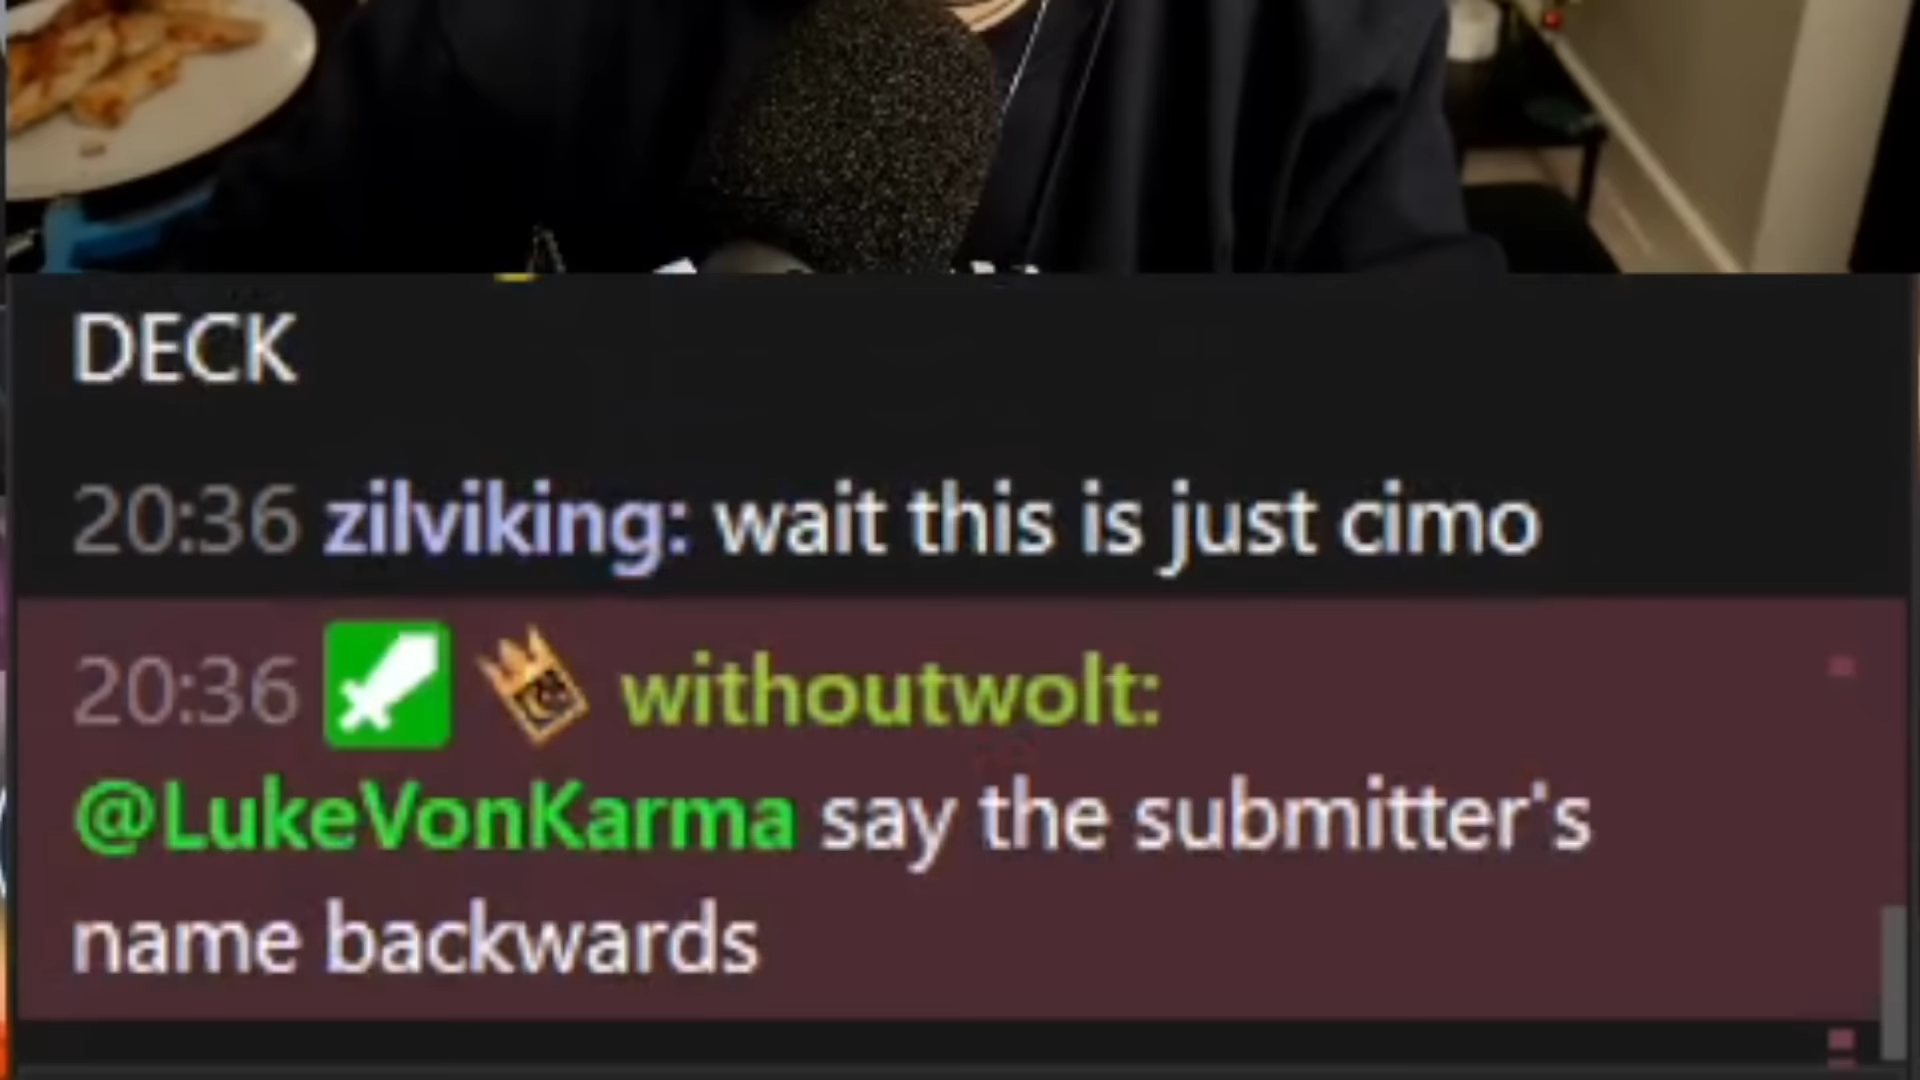 DECK
20:36 zilviking: wait this is just cimo
20:36 withoutwolt:
@LukeVonKarma say the submitter's
name backwards